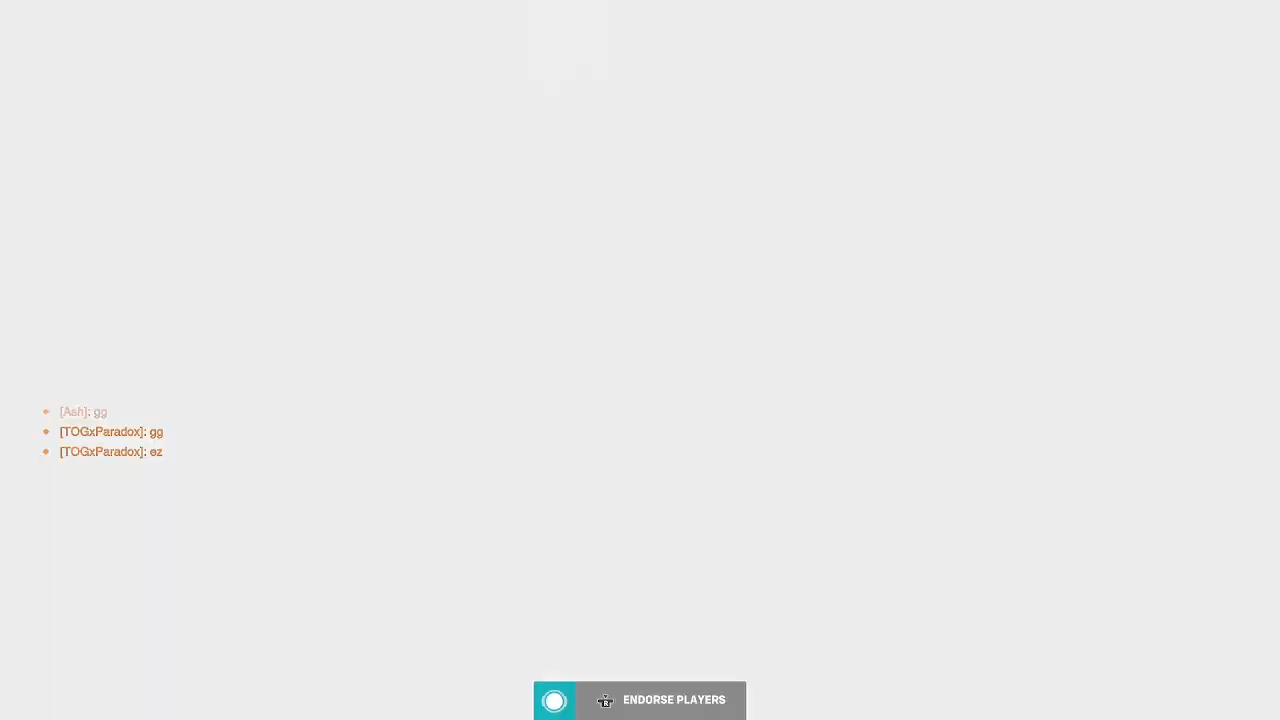 [Ash]: gg
[TOGxParadox]: gg
[TOGxParadox]: ez
R ENDORSE PLAYERS